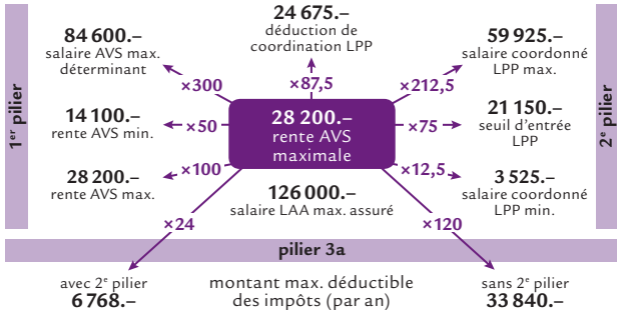 1er pilier
84 600.–
salaire AVS max.
déterminant
×300
14 100.–
rente AVS min.
×50
28 200.–
rente AVS max.
×100
24 675.–
déduction de
coordination LPP
×87,5
28 200.–
rente AVS
maximale
126 000.–
salaire LAA max. assuré
59 925.–
salaire coordonné
LPP max.
×212,5
21 150.–
seuil d’entrée
LPP
×75
3 525.–
salaire coordonné
LPP min.
×12,5
2e pilier
×24
×120
pilier 3a
avec 2e pilier
6 768.–
montant max. déductible
des impôts (par an)
sans 2e pilier
33 840.–